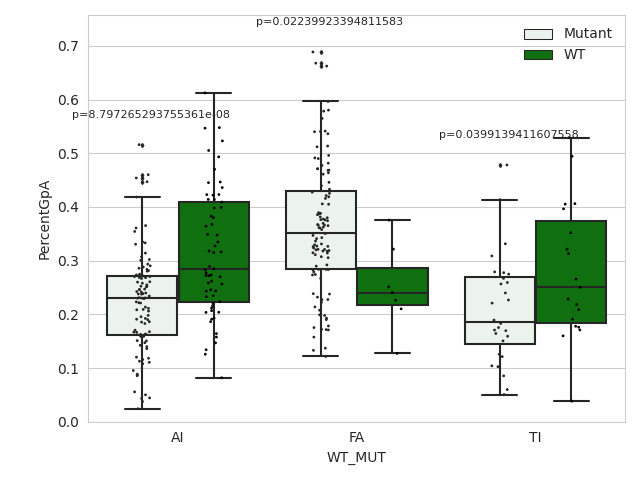 p=0.02239923394811583
Mutant
WT
0.7
0.6
p=8.797265293755361e-08
p=0.0399139411607558
0.5
0.4
0.3
0.2
0.1
0.0
PercentGpA
AI
FA
TI
WT_MUT